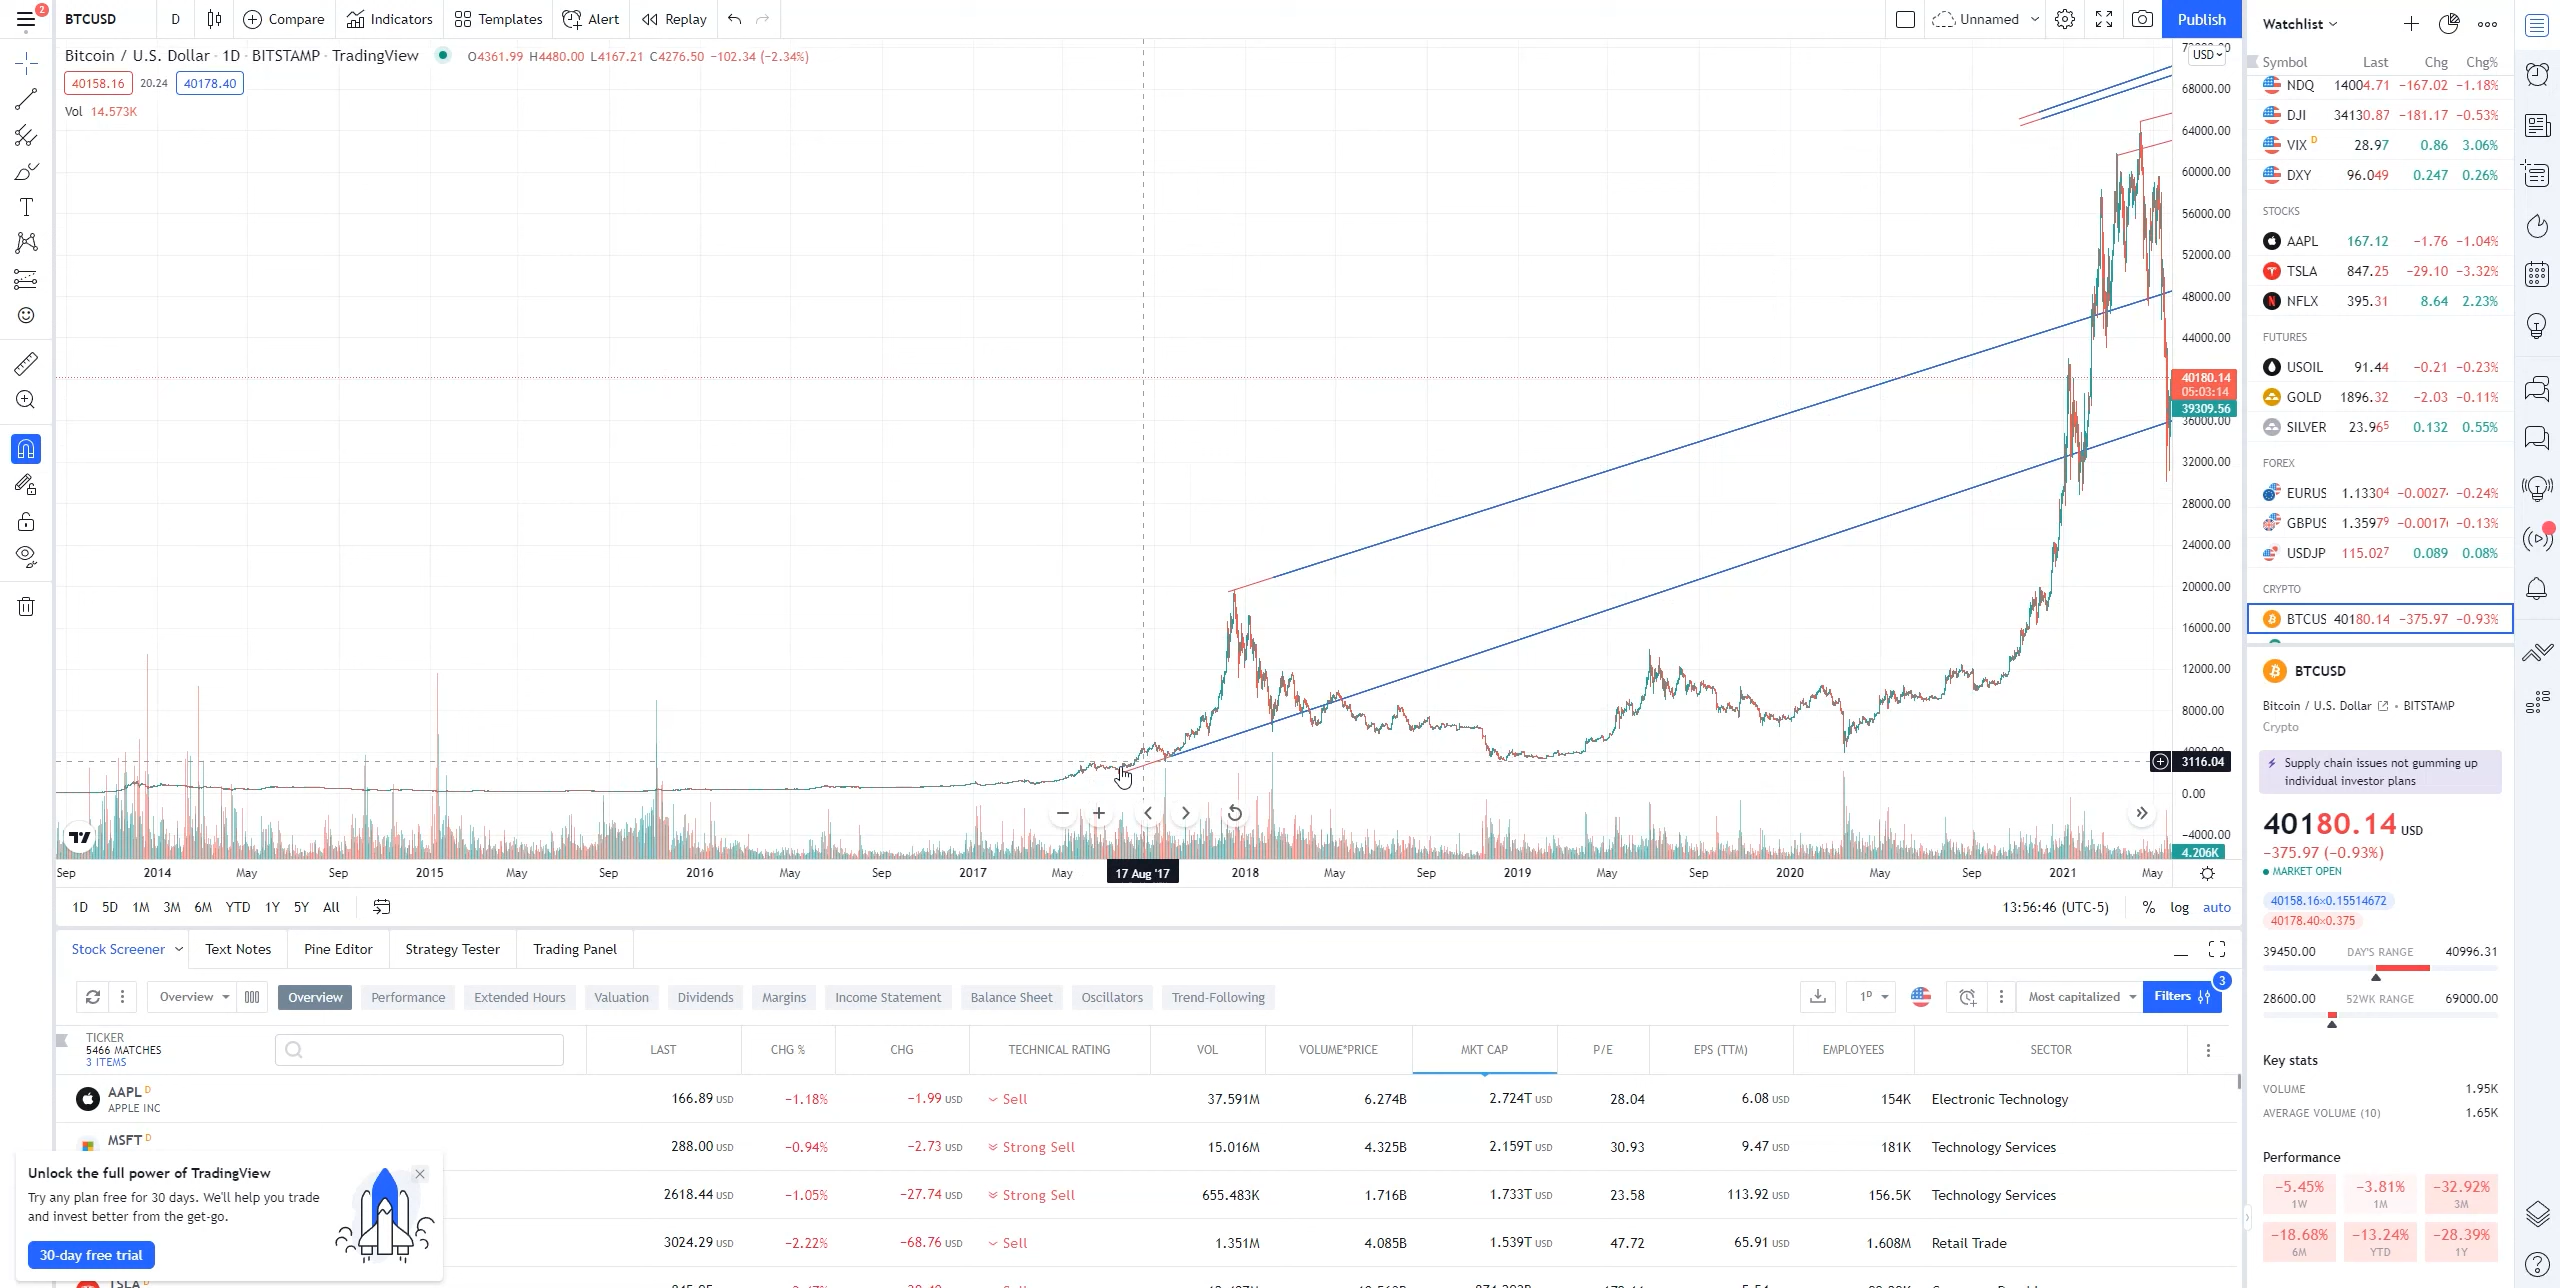 2
BTCUSD D Compare Indicators Templates Alert Replay Unnamed Publish
Bitcoin / U.S. Dollar · 1D · BITSTAMP · TradingView O4361.99 H4480.00 L4167.21 C4276.50 −102.34 (−2.34%)
40158.16 20.24 40178.40
Vol 14.573K
USD
68000.00
64000.00
60000.00
56000.00
52000.00
48000.00
44000.00
40180.14
05:03:14
39309.56
36000.00
32000.00
28000.00
24000.00
20000.00
16000.00
12000.00
8000.00
3116.04
0.00
−4000.00
4.206K
Sep 2014 May Sep 2015 May Sep 2016 May Sep 2017 May 17 Aug '17 2018 May Sep 2019 May Sep 2020 May Sep 2021 May
1D 5D 1M 3M 6M YTD 1Y 5Y All 13:56:46 (UTC-5) % log auto
Stock Screener Text Notes Pine Editor Strategy Tester Trading Panel
Overview Overview Performance Extended Hours Valuation Dividends Margins Income Statement Balance Sheet Oscillators Trend-Following 1D Most capitalized Filters 3
TICKER
5466 MATCHES
3 ITEMS
LAST CHG % CHG TECHNICAL RATING VOL VOLUME*PRICE MKT CAP P/E EPS (TTM) EMPLOYEES SECTOR
AAPL D
APPLE INC
166.89 USD −1.18% −1.99 USD Sell 37.591M 6.274B 2.724T USD 28.04 6.08 USD 154K Electronic Technology
MSFT D
288.00 USD −0.94% −2.73 USD Strong Sell 15.016M 4.325B 2.159T USD 30.93 9.47 USD 181K Technology Services
2618.44 USD −1.05% −27.74 USD Strong Sell 655.483K 1.716B 1.733T USD 23.58 113.92 USD 156.5K Technology Services
3024.29 USD −2.22% −68.76 USD Sell 1.351M 4.085B 1.539T USD 47.72 65.91 USD 1.608M Retail Trade
TSLA D
Unlock the full power of TradingView
Try any plan free for 30 days. We'll help you trade
and invest better from the get-go.
30-day free trial
Watchlist
Symbol Last Chg Chg%
NDQ 14004.71 −167.02 −1.18%
DJI 34130.87 −181.17 −0.53%
VIX D 28.97 0.86 3.06%
DXY 96.049 0.247 0.26%
STOCKS
AAPL 167.12 −1.76 −1.04%
TSLA 847.25 −29.10 −3.32%
NFLX 395.31 8.64 2.23%
FUTURES
USOIL 91.44 −0.21 −0.23%
GOLD 1896.32 −2.03 −0.11%
SILVER 23.965 0.132 0.55%
FOREX
EURUS 1.13304 −0.0027 −0.24%
GBPUS 1.35979 −0.0017 −0.13%
USDJP 115.027 0.089 0.08%
CRYPTO
BTCUS 40180.14 −375.97 −0.93%
BTCUSD
Bitcoin / U.S. Dollar • BITSTAMP
Crypto
Supply chain issues not gumming up
individual investor plans
40180.14 USD
−375.97 (−0.93%)
MARKET OPEN
40158.16×0.15514672
40178.40×0.375
39450.00 DAY'S RANGE 40996.31
28600.00 52WK RANGE 69000.00
Key stats
VOLUME 1.95K
AVERAGE VOLUME (10) 1.65K
Performance
−5.45% −3.81% −32.92%
1W 1M 3M
−18.68% −13.24% −28.39%
6M YTD 1Y